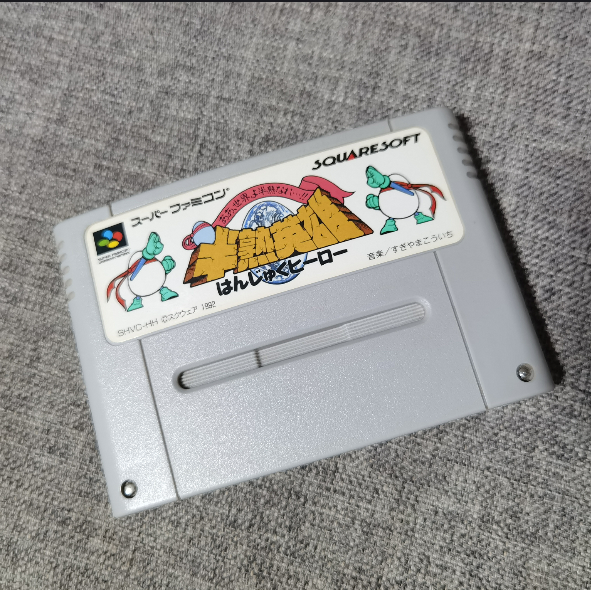 SQUARESOFT
スーパーファミコン
ああ世界よ半熟なれ…!!
半熟英雄
はんじゅくヒーロー
音楽/すぎやまこういち
SHVC-HH ©スクウェア 1992